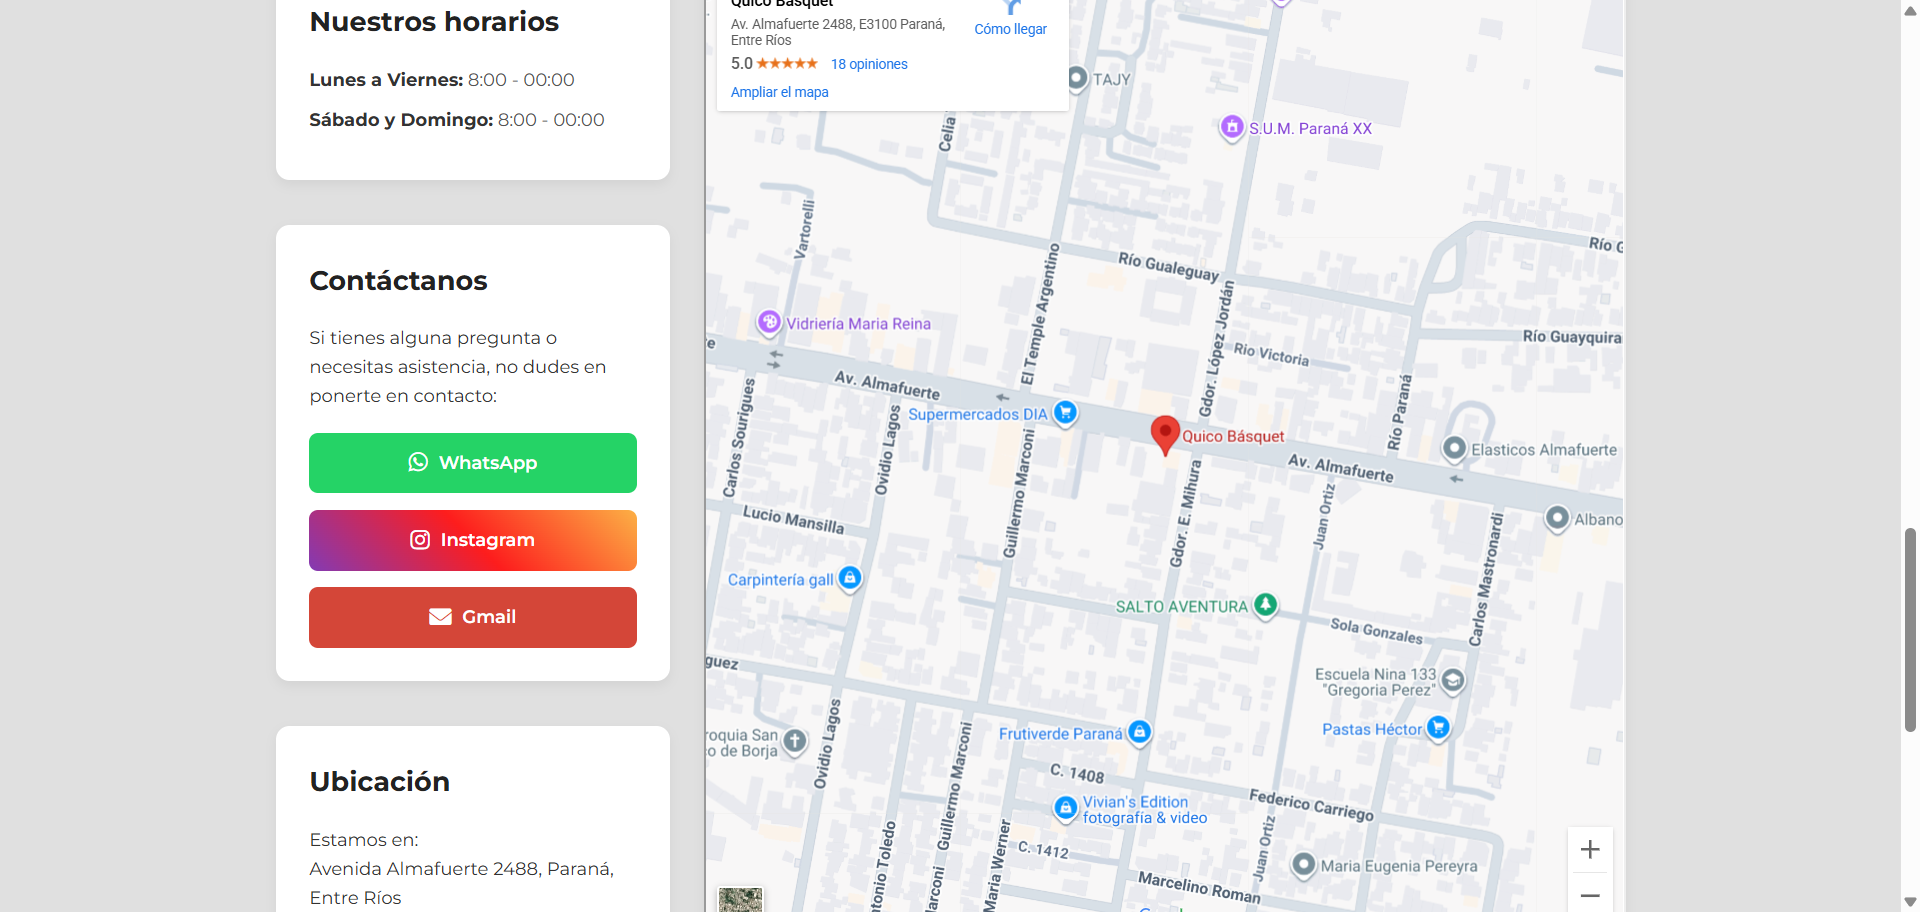 Nuestros horarios
Lunes a Viernes: 8:00 - 00:00
Sábado y Domingo: 8:00 - 00:00
Contáctanos
Si tienes alguna pregunta o
necesitas asistencia, no dudes en
ponerte en contacto:
WhatsApp
Instagram
Gmail
Ubicación
Estamos en:
Avenida Almafuerte 2488, Paraná,
Entre Ríos
Quico Básquet
Av. Almafuerte 2488, E3100 Paraná,
Entre Ríos
Cómo llegar
5.0
18 opiniones
Ampliar el mapa
TAJY
Celia
S.U.M. Paraná XX
Vartorelli
Río G
Río Gualeguay
El Temple Argentino
Gdor. López Jordán
Vidriería Maria Reina
Río Guayquira
re
Rio Victoria
Av. Almafuerte
Carlos Sourigues
Río Paraná
Supermercados DIA
Ovidio Lagos
Quico Básquet
Elasticos Almafuerte
Av. Almafuerte
Guillermo Marconi
Gdor. E. Mihura
Juan Ortiz
Lucio Mansilla
Albano
Carlos Mastronardi
Carpintería gall
SALTO AVENTURA
Sola Gonzales
guez
Escuela Nina 133
"Gregoria Perez"
Ovidio Lagos
Guillermo Marconi
Frutiverde Paraná
Pastas Héctor
roquia San
co de Borja
C. 1408
Vivian's Edition
fotografía & video
Federico Carriego
Juan Ortiz
C. 1412
Maria Werner
Antonio Toledo
Marconi
Maria Eugenia Pereyra
Marcelino Roman